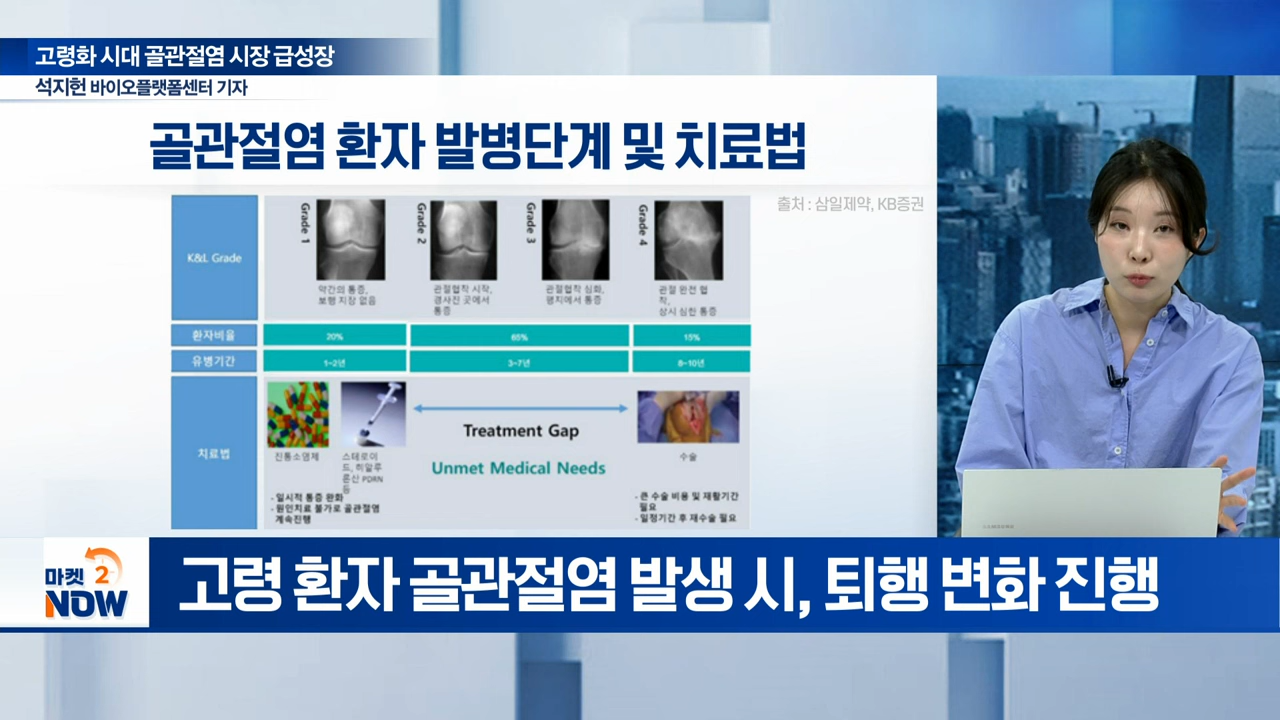 고령화 시대 골관절염 시장 급성장
석지헌 바이오플랫폼센터 기자
골관절염 환자 발병단계 및 치료법
출처 : 삼일제약, KB증권
K&L Grade
Grade 1
Grade 2
Grade 3
Grade 4
약간의 통증,
보행 지장 없음
관절협착 시작,
경사진 곳에서
통증
관절협착 심화,
평지에서 통증
관절 완전 협
착,
상시 심한 통증
환자비율
20%
65%
15%
유병기간
1~2년
3~7년
8~10년
치료법
진통소염제
스테로이
드, 히알루
론산 PDRN
등
- 일시적 통증 완화
- 원인치료 불가로 골관절염
계속진행
Treatment Gap
Unmet Medical Needs
수술
- 큰 수술 비용 및 재활기간
필요
- 일정기간 후 재수술 필요
마켓 2
NOW
고령 환자 골관절염 발생 시, 퇴행 변화 진행